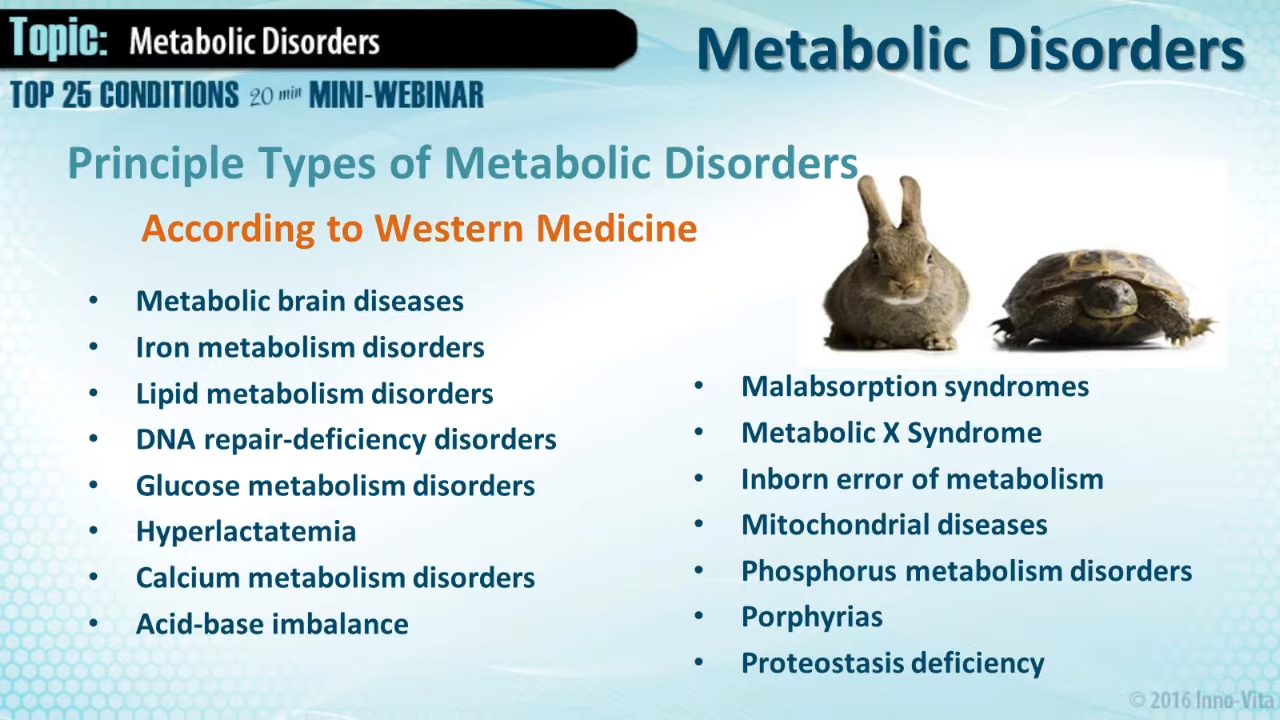 Topic: Metabolic Disorders
TOP 25 CONDITIONS 20 min MINI-WEBINAR
Metabolic Disorders
Principle Types of Metabolic Disorders
According to Western Medicine
• Metabolic brain diseases
• Iron metabolism disorders
• Lipid metabolism disorders
• DNA repair-deficiency disorders
• Glucose metabolism disorders
• Hyperlactatemia
• Calcium metabolism disorders
• Acid-base imbalance
• Malabsorption syndromes
• Metabolic X Syndrome
• Inborn error of metabolism
• Mitochondrial diseases
• Phosphorus metabolism disorders
• Porphyrias
• Proteostasis deficiency
© 2016 Inno-Vita